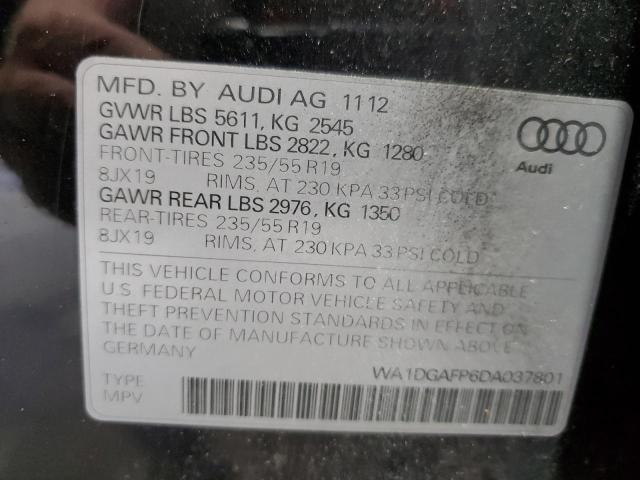 MFD. BY AUDI AG 11 12
GVWR LBS 5611, KG 2545
GAWR FRONT LBS 2822, KG 1280
FRONT-TIRES 235/55 R19
8JX19 RIMS, AT 230 KPA 33 PSI COLD
GAWR REAR LBS 2976, KG 1350
REAR-TIRES 235/55 R19
8JX19 RIMS, AT 230 KPA 33 PSI COLD
Audi
THIS VEHICLE CONFORMS TO ALL APPLICABLE
U.S. FEDERAL MOTOR VEHICLE SAFETY AND
THEFT PREVENTION STANDARDS IN EFFECT ON
THE DATE OF MANUFACTURE SHOWN ABOVE
GERMANY
WA1DGAFP6DA037801
TYPE
MPV